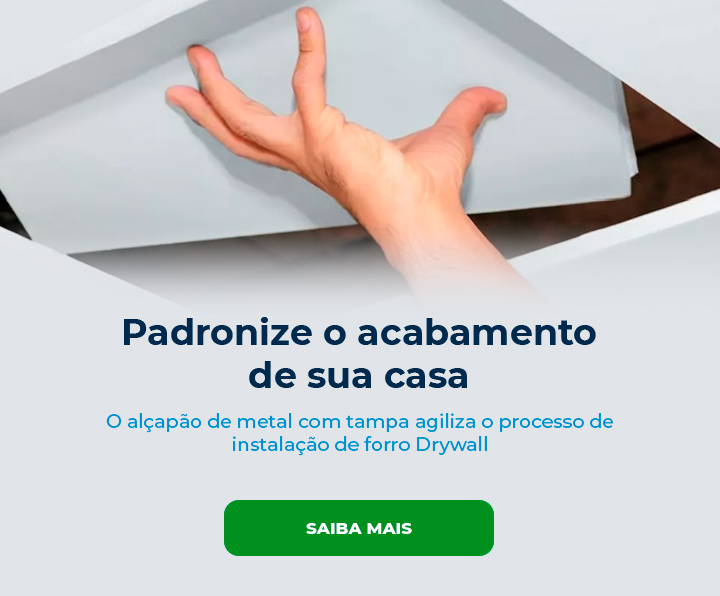 Padronize o acabamento
de sua casa
O alçapão de metal com tampa agiliza o processo de
instalação de forro Drywall
SAIBA MAIS